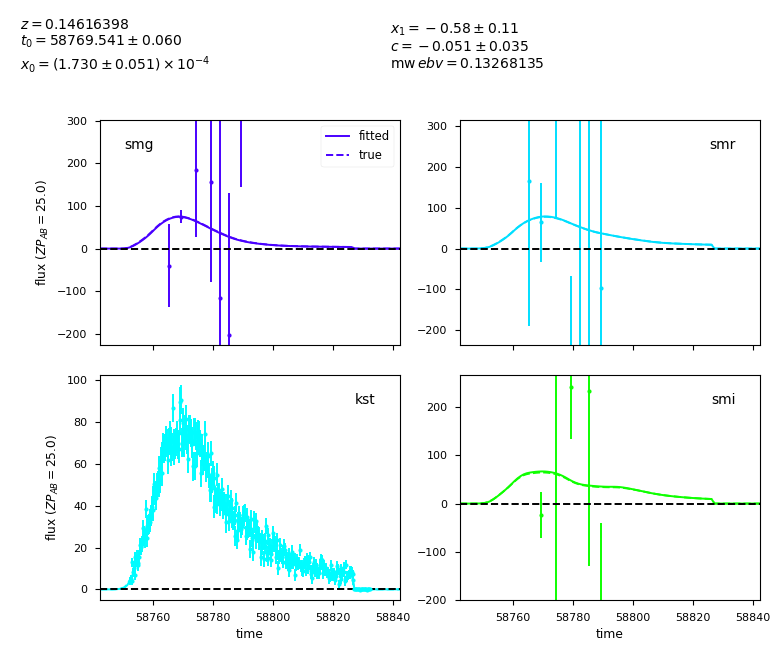 z = 0.14616398
t₀ = 58769.541 ± 0.060
x₀ = (1.730 ± 0.051) × 10⁻⁴
x₁ = −0.58 ± 0.11
c = −0.051 ± 0.035
mw ebv = 0.13268135
smg
fitted
true
flux (ZP_AB = 25.0)
300
200
100
0
−100
−200
smr
300
200
100
0
−100
−200
kst
flux (ZP_AB = 25.0)
100
80
60
40
20
0
58760 58780 58800 58820 58840
time
smi
200
100
0
−100
−200
58760 58780 58800 58820 58840
time